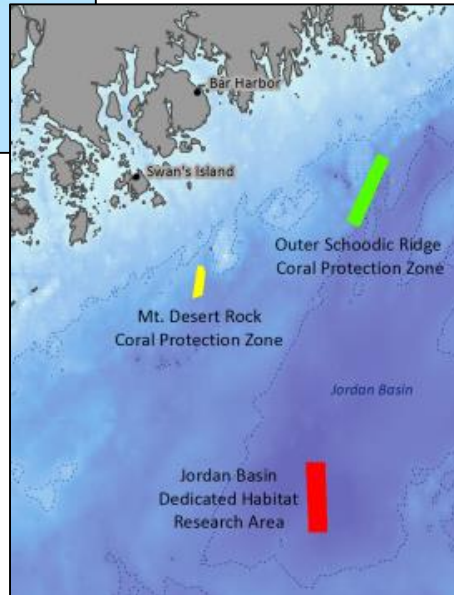 Bar Harbor
Swan's Island
Outer Schoodic Ridge
Coral Protection Zone
Mt. Desert Rock
Coral Protection Zone
Jordan Basin
Jordan Basin
Dedicated Habitat
Research Area